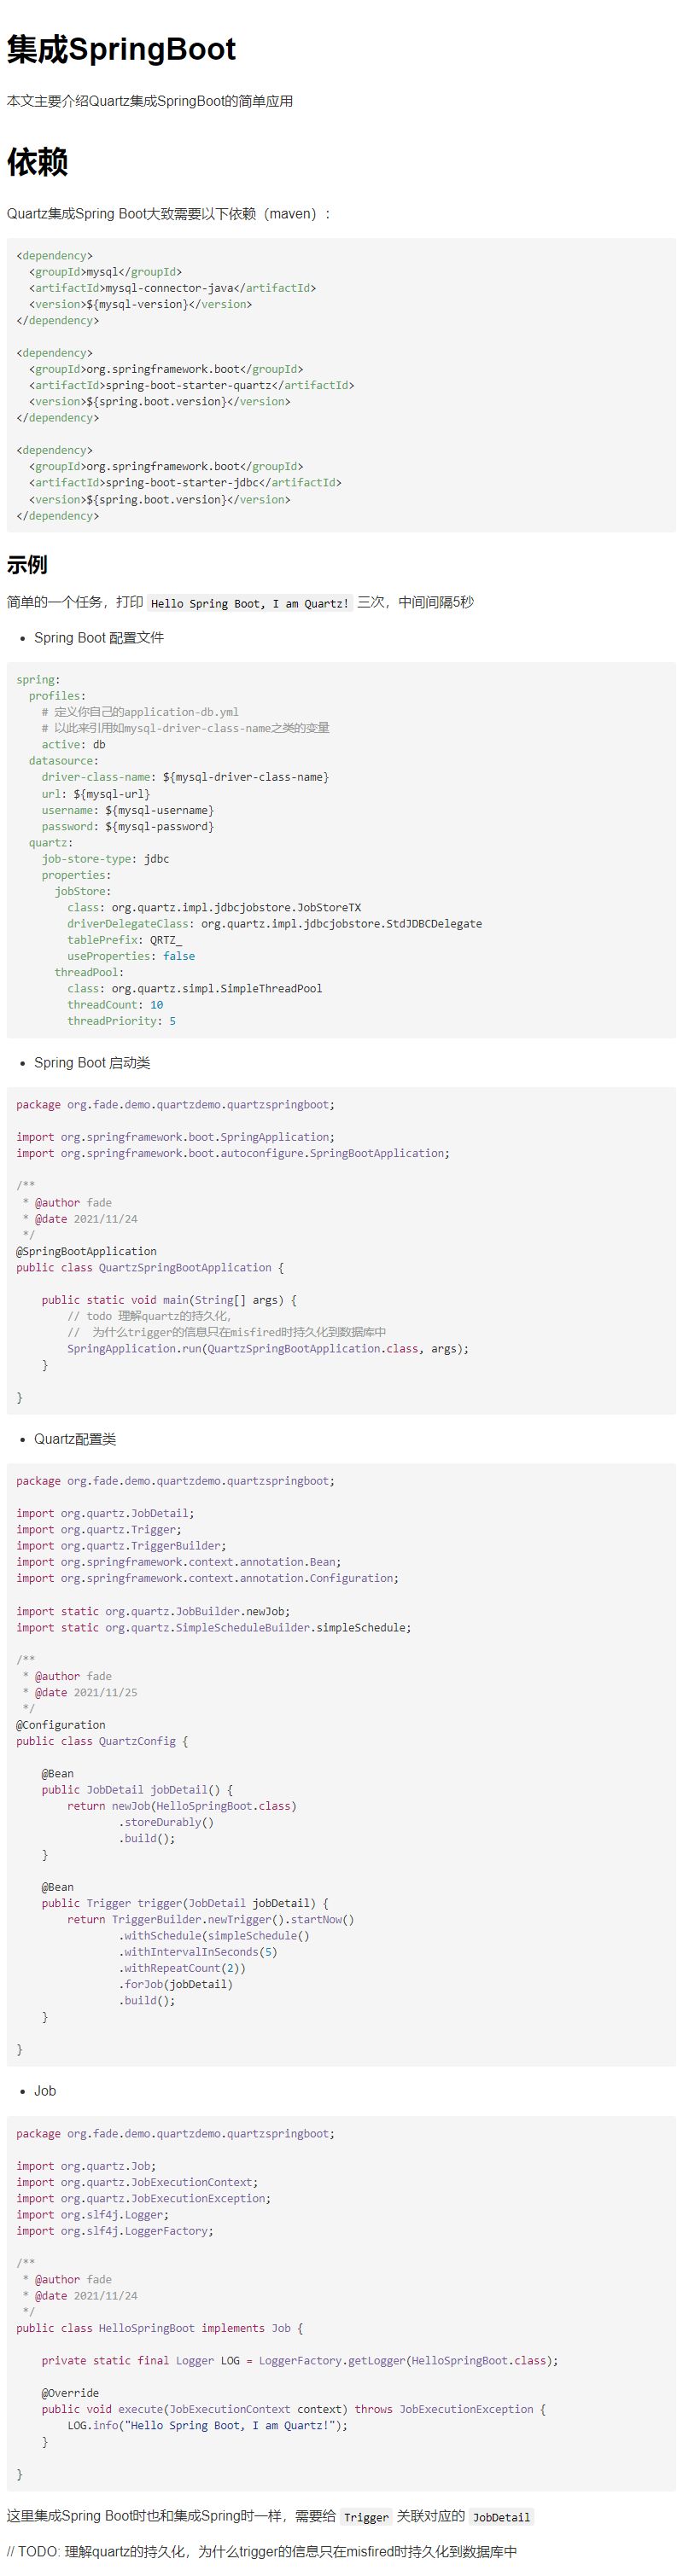 集成SpringBoot
本文主要介绍Quartz集成SpringBoot的简单应用
依赖
Quartz集成Spring Boot大致需要以下依赖（maven）：
<dependency>
  <groupId>mysql</groupId>
  <artifactId>mysql-connector-java</artifactId>
  <version>${mysql-version}</version>
</dependency>

<dependency>
  <groupId>org.springframework.boot</groupId>
  <artifactId>spring-boot-starter-quartz</artifactId>
  <version>${spring.boot.version}</version>
</dependency>

<dependency>
  <groupId>org.springframework.boot</groupId>
  <artifactId>spring-boot-starter-jdbc</artifactId>
  <version>${spring.boot.version}</version>
</dependency>
示例
简单的一个任务，打印 Hello Spring Boot, I am Quartz! 三次，中间间隔5秒
• Spring Boot 配置文件
spring:
  profiles:
    # 定义你自己的application-db.yml
    # 以此来引用如mysql-driver-class-name之类的变量
    active: db
  datasource:
    driver-class-name: ${mysql-driver-class-name}
    url: ${mysql-url}
    username: ${mysql-username}
    password: ${mysql-password}
  quartz:
    job-store-type: jdbc
    properties:
      jobStore:
        class: org.quartz.impl.jdbcjobstore.JobStoreTX
        driverDelegateClass: org.quartz.impl.jdbcjobstore.StdJDBCDelegate
        tablePrefix: QRTZ_
        useProperties: false
      threadPool:
        class: org.quartz.simpl.SimpleThreadPool
        threadCount: 10
        threadPriority: 5
• Spring Boot 启动类
package org.fade.demo.quartzdemo.quartzspringboot;

import org.springframework.boot.SpringApplication;
import org.springframework.boot.autoconfigure.SpringBootApplication;

/**
 * @author fade
 * @date 2021/11/24
 */
@SpringBootApplication
public class QuartzSpringBootApplication {

    public static void main(String[] args) {
        // todo 理解quartz的持久化，
        //  为什么trigger的信息只在misfired时持久化到数据库中
        SpringApplication.run(QuartzSpringBootApplication.class, args);
    }

}
• Quartz配置类
package org.fade.demo.quartzdemo.quartzspringboot;

import org.quartz.JobDetail;
import org.quartz.Trigger;
import org.quartz.TriggerBuilder;
import org.springframework.context.annotation.Bean;
import org.springframework.context.annotation.Configuration;

import static org.quartz.JobBuilder.newJob;
import static org.quartz.SimpleScheduleBuilder.simpleSchedule;

/**
 * @author fade
 * @date 2021/11/25
 */
@Configuration
public class QuartzConfig {

    @Bean
    public JobDetail jobDetail() {
        return newJob(HelloSpringBoot.class)
                .storeDurably()
                .build();
    }

    @Bean
    public Trigger trigger(JobDetail jobDetail) {
        return TriggerBuilder.newTrigger().startNow()
                .withSchedule(simpleSchedule()
                .withIntervalInSeconds(5)
                .withRepeatCount(2))
                .forJob(jobDetail)
                .build();
    }

}
• Job
package org.fade.demo.quartzdemo.quartzspringboot;

import org.quartz.Job;
import org.quartz.JobExecutionContext;
import org.quartz.JobExecutionException;
import org.slf4j.Logger;
import org.slf4j.LoggerFactory;

/**
 * @author fade
 * @date 2021/11/24
 */
public class HelloSpringBoot implements Job {

    private static final Logger LOG = LoggerFactory.getLogger(HelloSpringBoot.class);

    @Override
    public void execute(JobExecutionContext context) throws JobExecutionException {
        LOG.info("Hello Spring Boot, I am Quartz!");
    }

}
这里集成Spring Boot时也和集成Spring时一样，需要给 Trigger 关联对应的 JobDetail
// TODO: 理解quartz的持久化，为什么trigger的信息只在misfired时持久化到数据库中